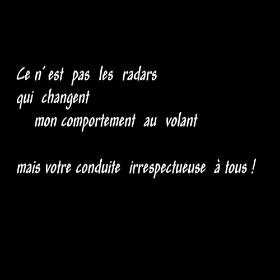 Ce n'est pas les radars
qui changent
mon comportement au volant
mais votre conduite irrespectueuse à tous !